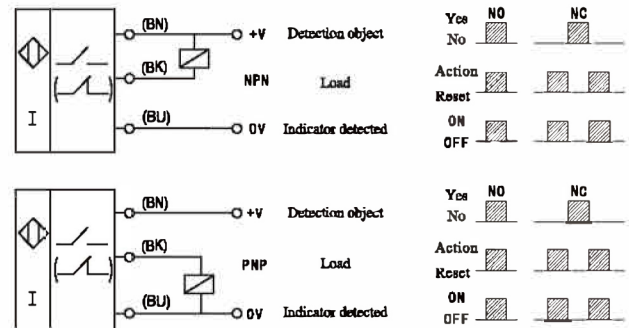 (BN) +V Detection object Yes NO NC
No
(BK) NPN Load Action
Reset
I (BU) 0V Indicator detected ON
OFF
(BN) +V Detection object Yes NO NC
No
(BK) PNP Load Action
Reset
I (BU) 0V Indicator detected ON
OFF